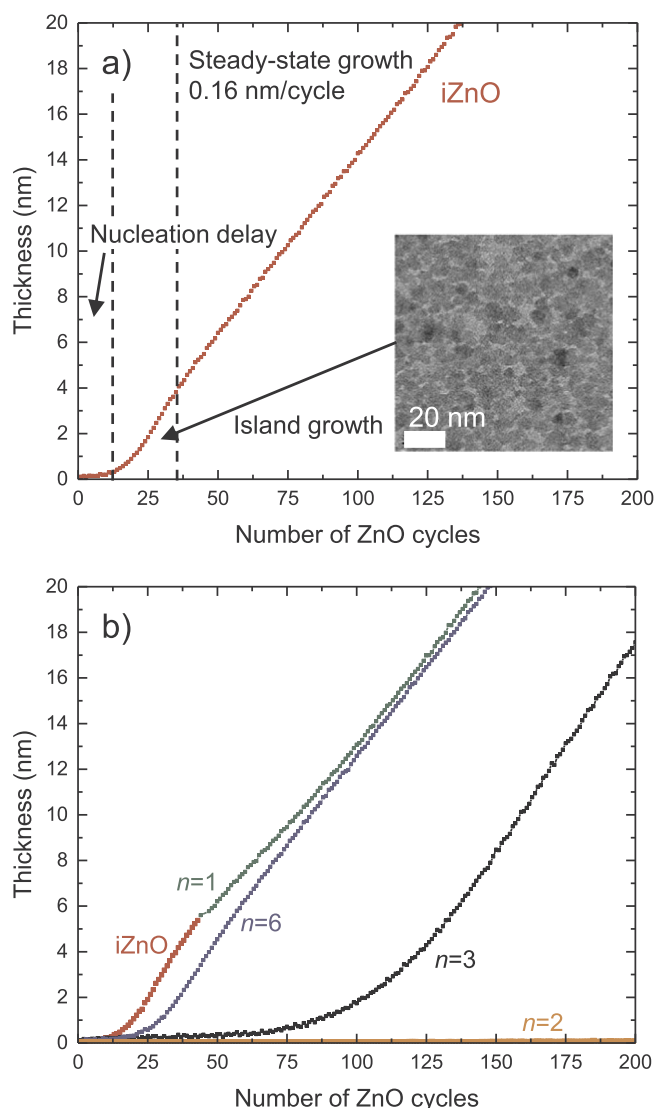 a)
Steady-state growth
0.16 nm/cycle
iZnO
Nucleation delay
Island growth
20 nm
Thickness (nm)
20
18
16
14
12
10
8
6
4
2
0
0 25 50 75 100 125 150 175 200
Number of ZnO cycles
b)
n=1
n=6
iZnO
n=3
n=2
Thickness (nm)
20
18
16
14
12
10
8
6
4
2
0
0 25 50 75 100 125 150 175 200
Number of ZnO cycles